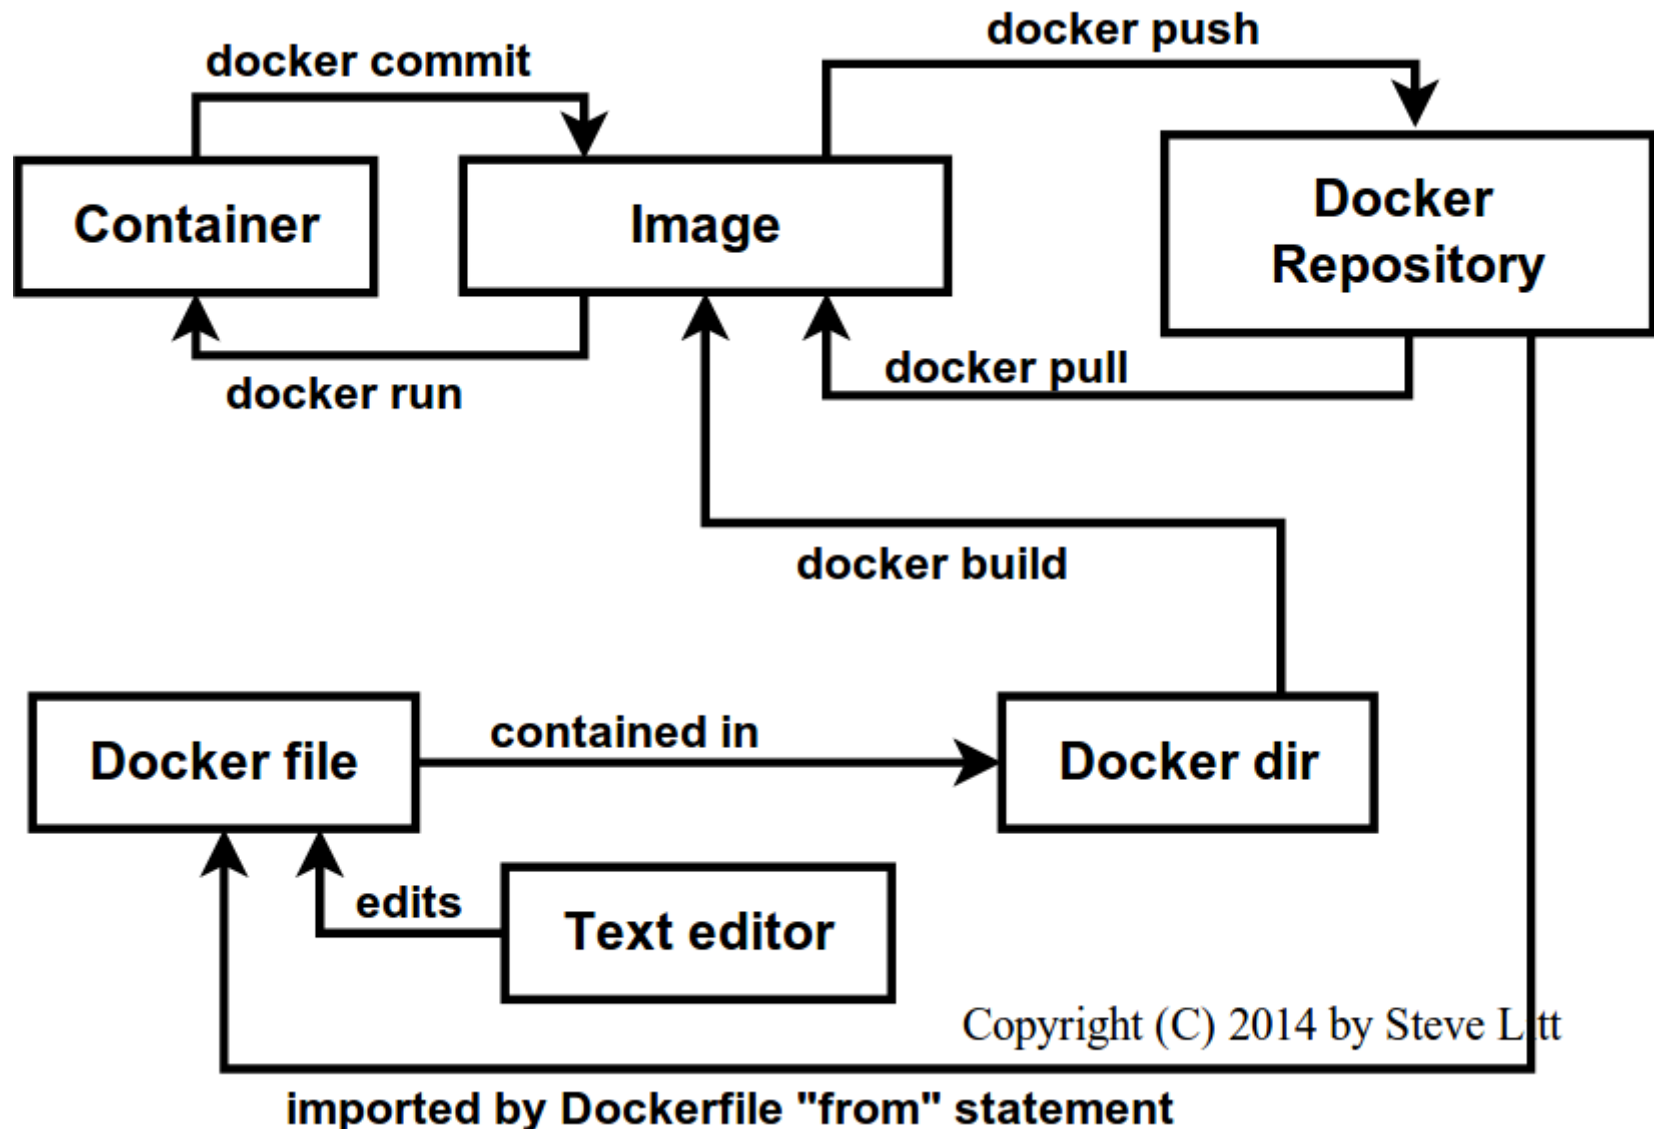 docker push
docker commit
Container
Image
Docker
Repository
docker pull
docker run
docker build
Docker file
contained in
Docker dir
edits
Text editor
Copyright (C) 2014 by Steve Litt
imported by Dockerfile "from" statement